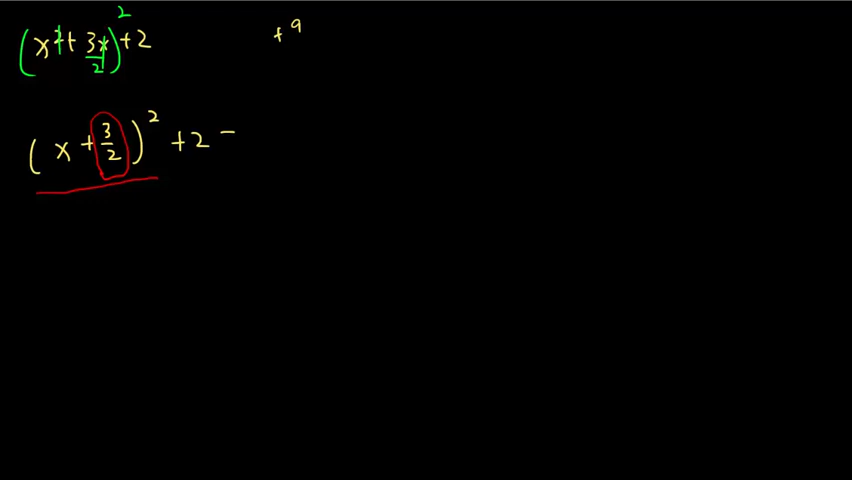 (x² + 3x/2)² + 2 + 9
(x + 3/2)² + 2 −